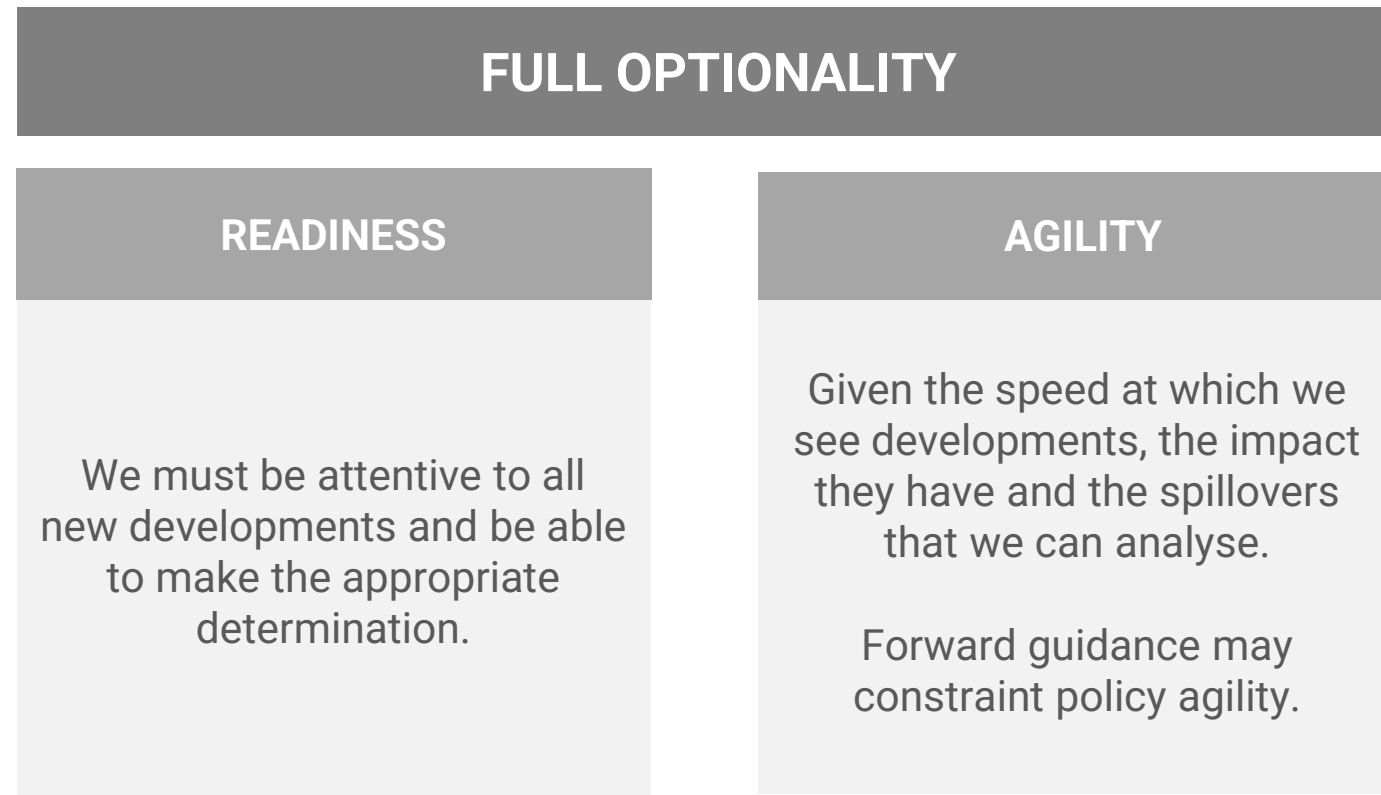 FULL OPTIONALITY
READINESS
We must be attentive to all
new developments and be able
to make the appropriate
determination.
AGILITY
Given the speed at which we
see developments, the impact
they have and the spillovers
that we can analyse.
Forward guidance may
constraint policy agility.